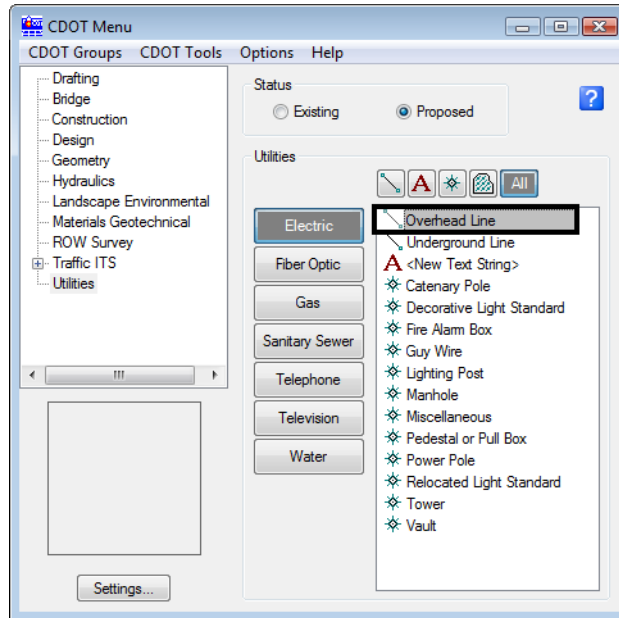 CDOT Menu
CDOT Groups CDOT Tools Options Help
Drafting
Bridge
Construction
Design
Geometry
Hydraulics
Landscape Environmental
Materials Geotechnical
ROW Survey
Traffic ITS
Utilities
Settings...
Status
Existing
Proposed
?
Utilities
A
All
Electric
Fiber Optic
Gas
Sanitary Sewer
Telephone
Television
Water
Overhead Line
Underground Line
A <New Text String>
Catenary Pole
Decorative Light Standard
Fire Alarm Box
Guy Wire
Lighting Post
Manhole
Miscellaneous
Pedestal or Pull Box
Power Pole
Relocated Light Standard
Tower
Vault